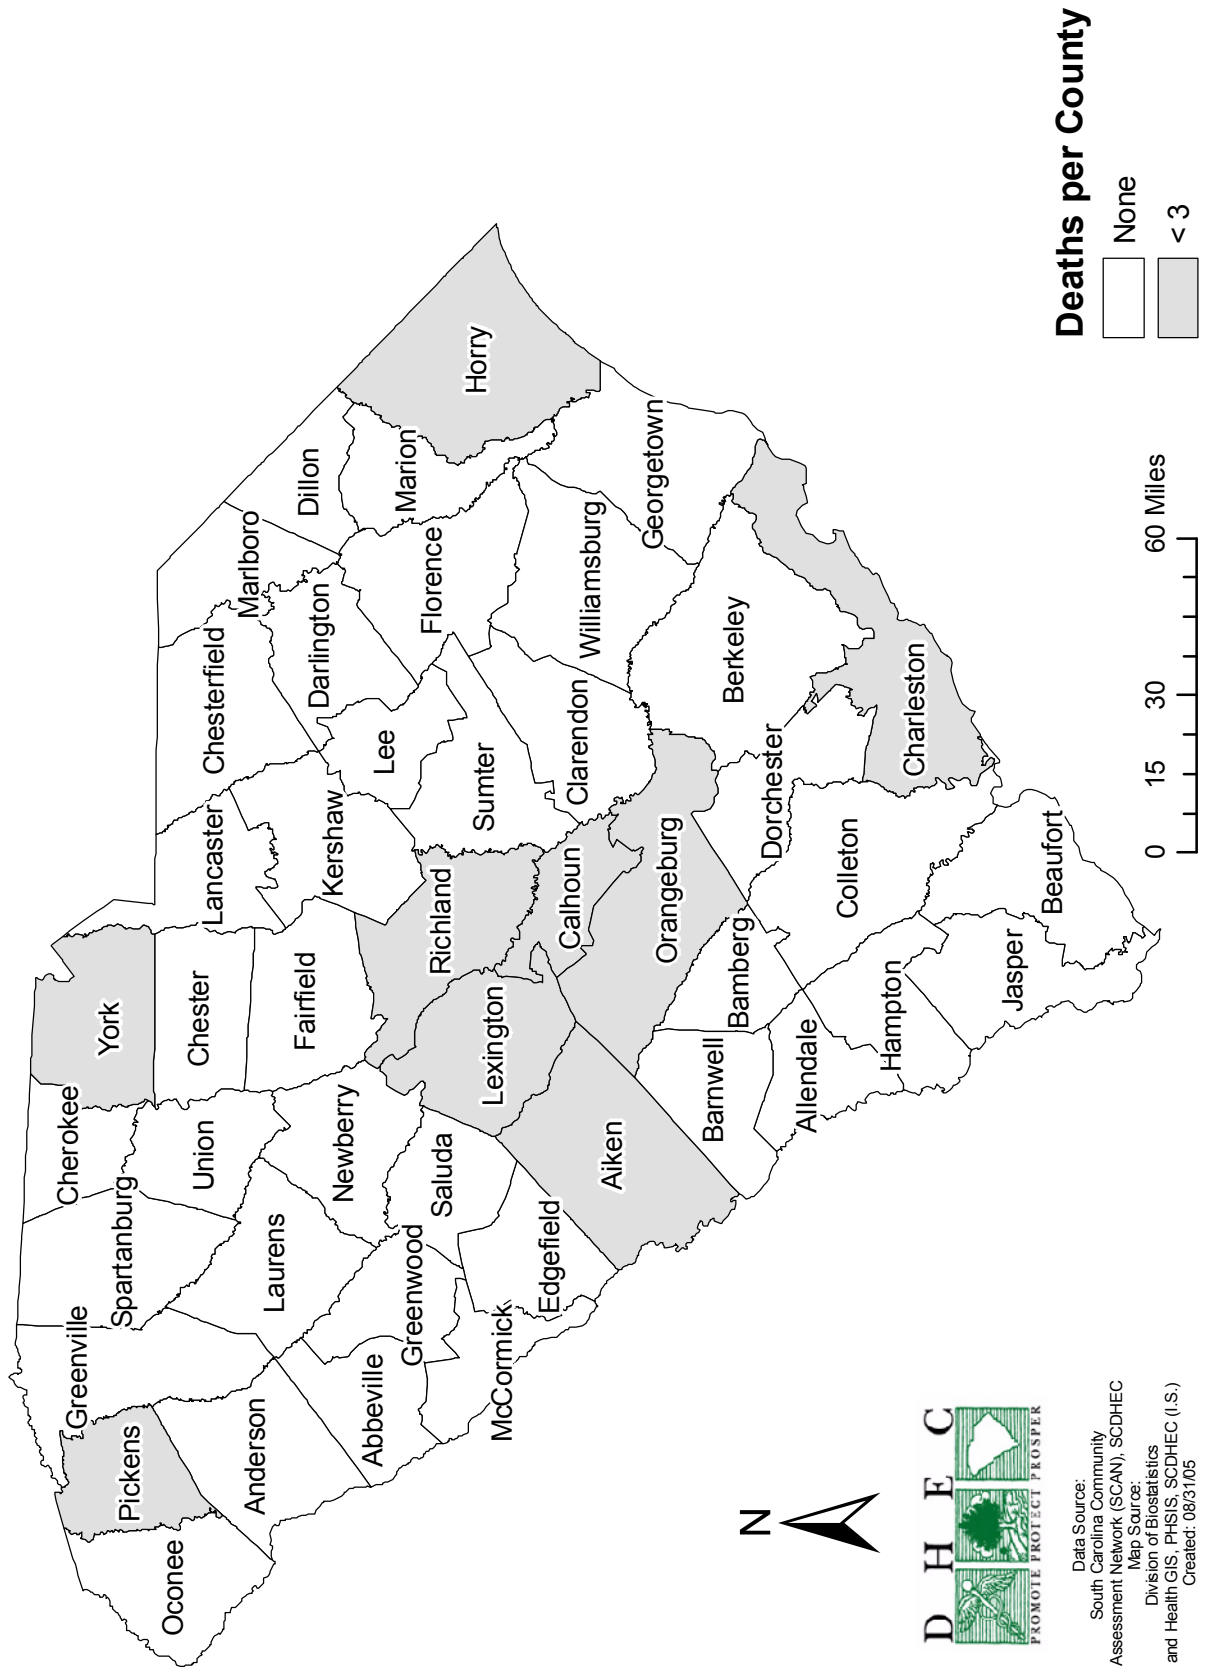 Oconee
Pickens
Greenville
Spartanburg
Cherokee
York
Anderson
Laurens
Union
Chester
Lancaster
Chesterfield
Marlboro
Abbeville
Greenwood
Newberry
Fairfield
Kershaw
Darlington
Dillon
McCormick
Edgefield
Saluda
Lexington
Richland
Lee
Florence
Marion
Horry
Aiken
Calhoun
Sumter
Clarendon
Williamsburg
Georgetown
Barnwell
Bamberg
Orangeburg
Berkeley
Allendale
Hampton
Colleton
Dorchester
Charleston
Jasper
Beaufort
N
D H E C
PROMOTE PROTECT PROSPER
Data Source:
South Carolina Community
Assessment Network (SCAN), SCDHEC
Map Source:
Division of Biostatistics
and Health GIS, PHSIS, SCDHEC (I.S.)
Created: 08/31/05
0 15 30 60 Miles
Deaths per County
None
< 3